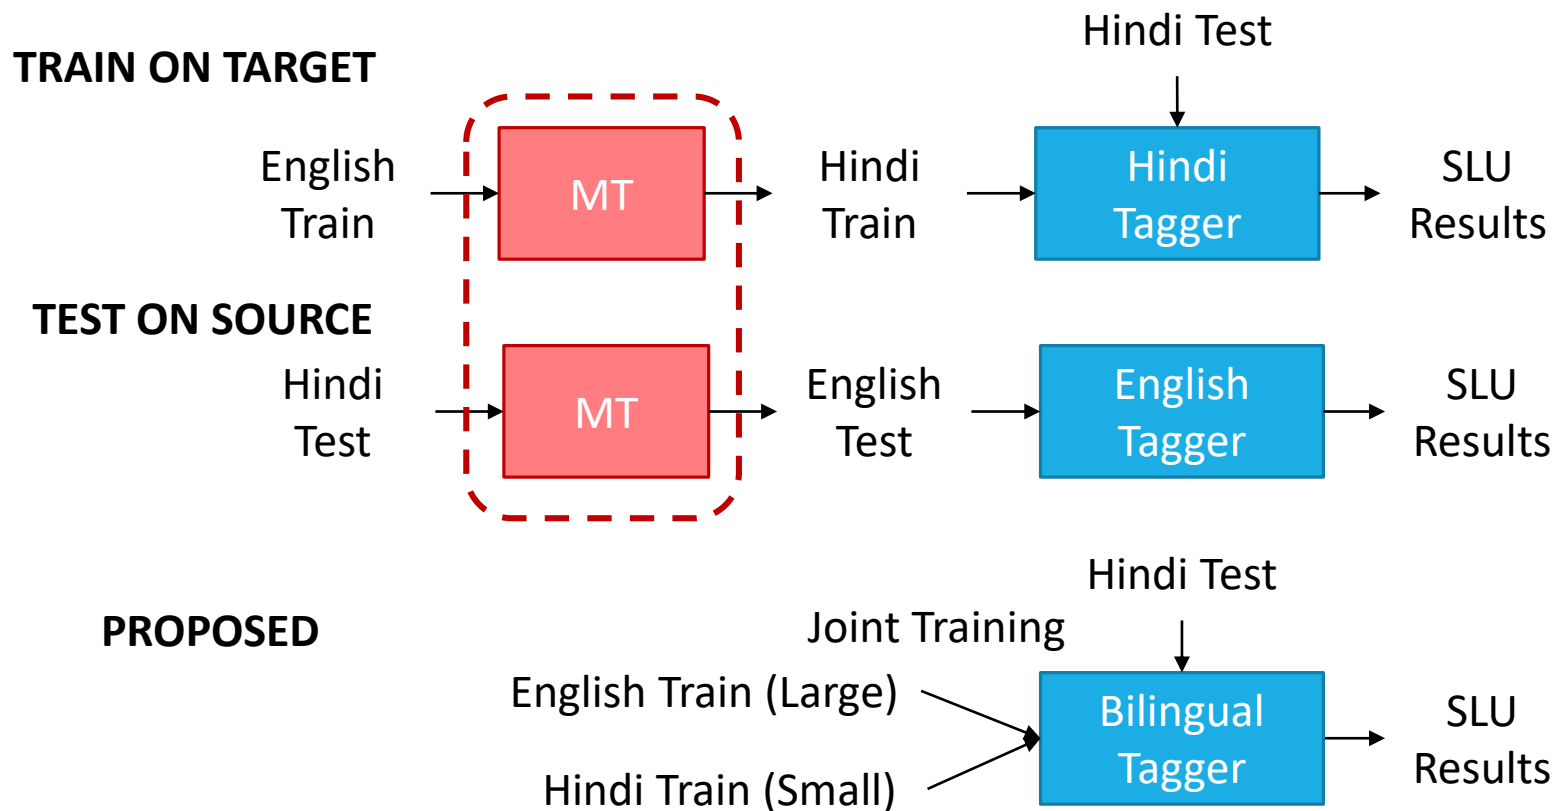 Hindi Test
TRAIN ON TARGET
English
Train
MT
Hindi
Train
Hindi
Tagger
SLU
Results
TEST ON SOURCE
Hindi
Test
MT
English
Test
English
Tagger
SLU
Results
Hindi Test
PROPOSED
Joint Training
English Train (Large)
Hindi Train (Small)
Bilingual
Tagger
SLU
Results